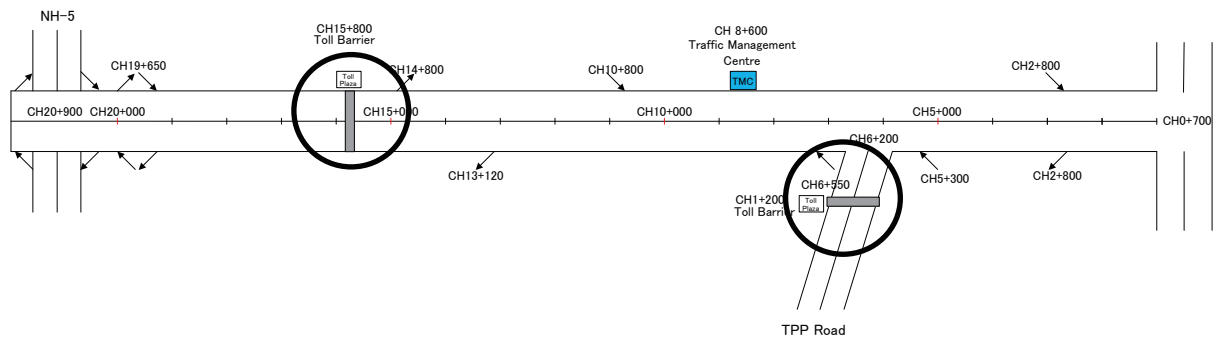 NH-5
CH15+800
Toll Barrier
CH 8+600
Traffic Management
Centre
CH19+650
Toll
Plaza
CH14+800
CH10+800
TMC
CH2+800
CH20+900
CH20+000
CH15+000
CH10+000
CH5+000
CH0+700
CH6+200
CH13+120
CH6+550
CH5+300
CH2+800
CH1+200
Toll Barrier
Toll
Plaza
TPP Road